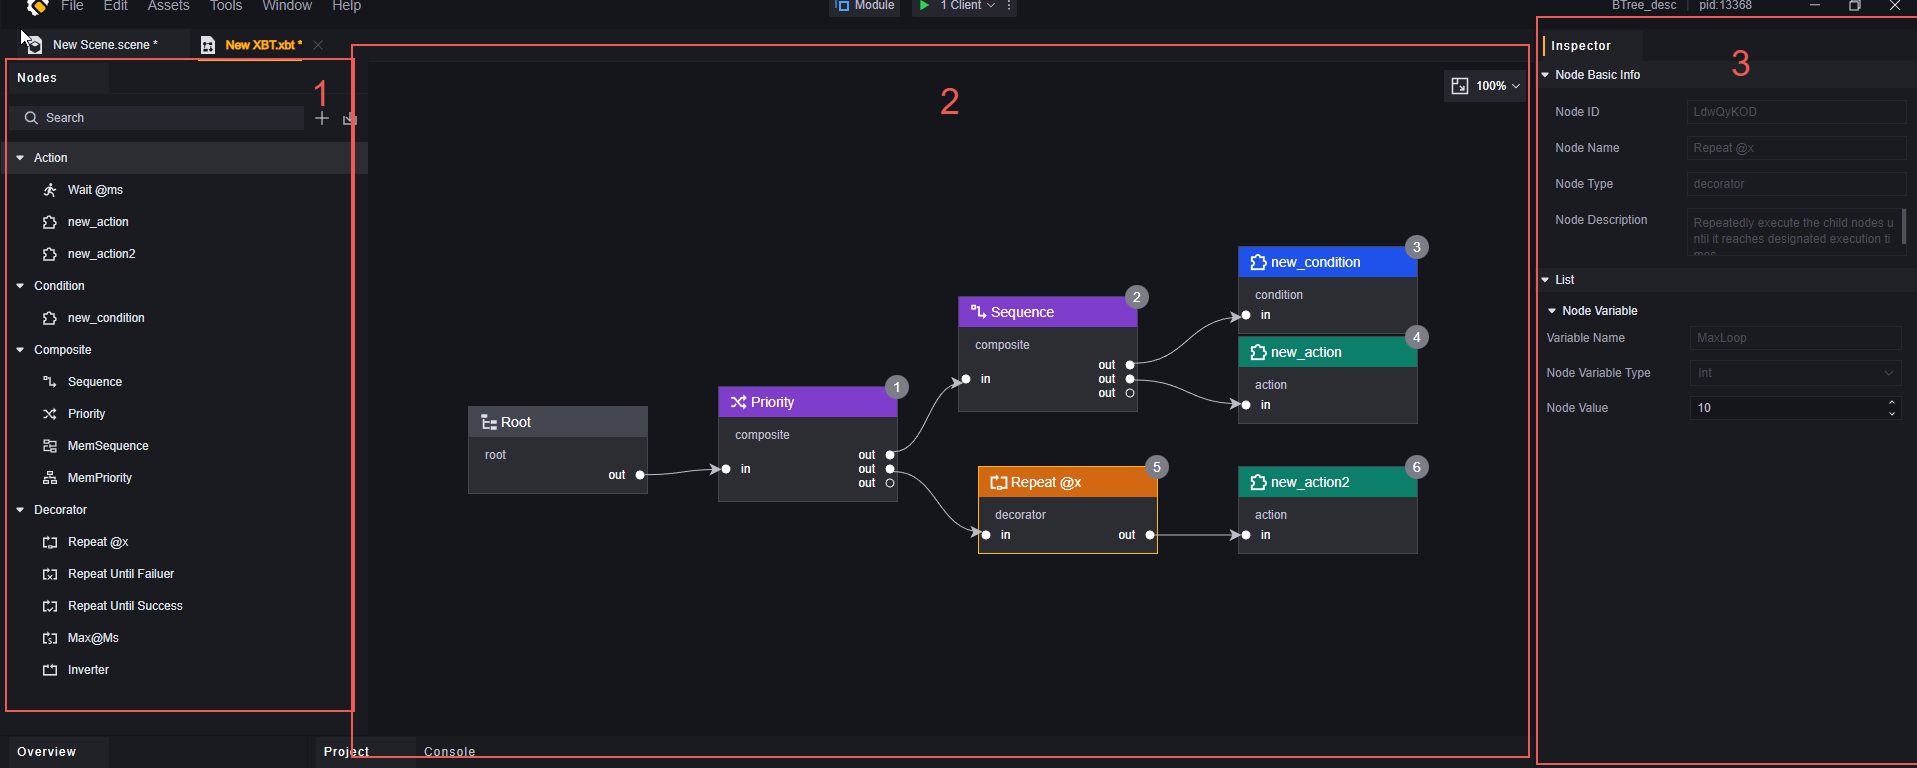 File Edit Assets Tools Window Help
Module
1 Client
BTree_desc pid:13368
New Scene.scene *
New XBT.xbt *
Nodes
1
Search
Action
Wait @ms
new_action
new_action2
Condition
new_condition
Composite
Sequence
Priority
MemSequence
MemPriority
Decorator
Repeat @x
Repeat Until Failuer
Repeat Until Success
Max@Ms
Inverter
Overview
Project
Console
2
100%
Root
root
out
1
Priority
composite
out
in
out
out
2
Sequence
composite
out
in
out
out
3
new_condition
condition
in
4
new_action
action
in
5
Repeat @x
decorator
in
out
6
new_action2
action
in
Inspector
3
Node Basic Info
Node ID LdwQyKOD
Node Name Repeat @x
Node Type decorator
Node Description Repeatedly execute the child nodes u
ntil it reaches designated execution ti
mes
List
Node Variable
Variable Name MaxLoop
Node Variable Type Int
Node Value 10